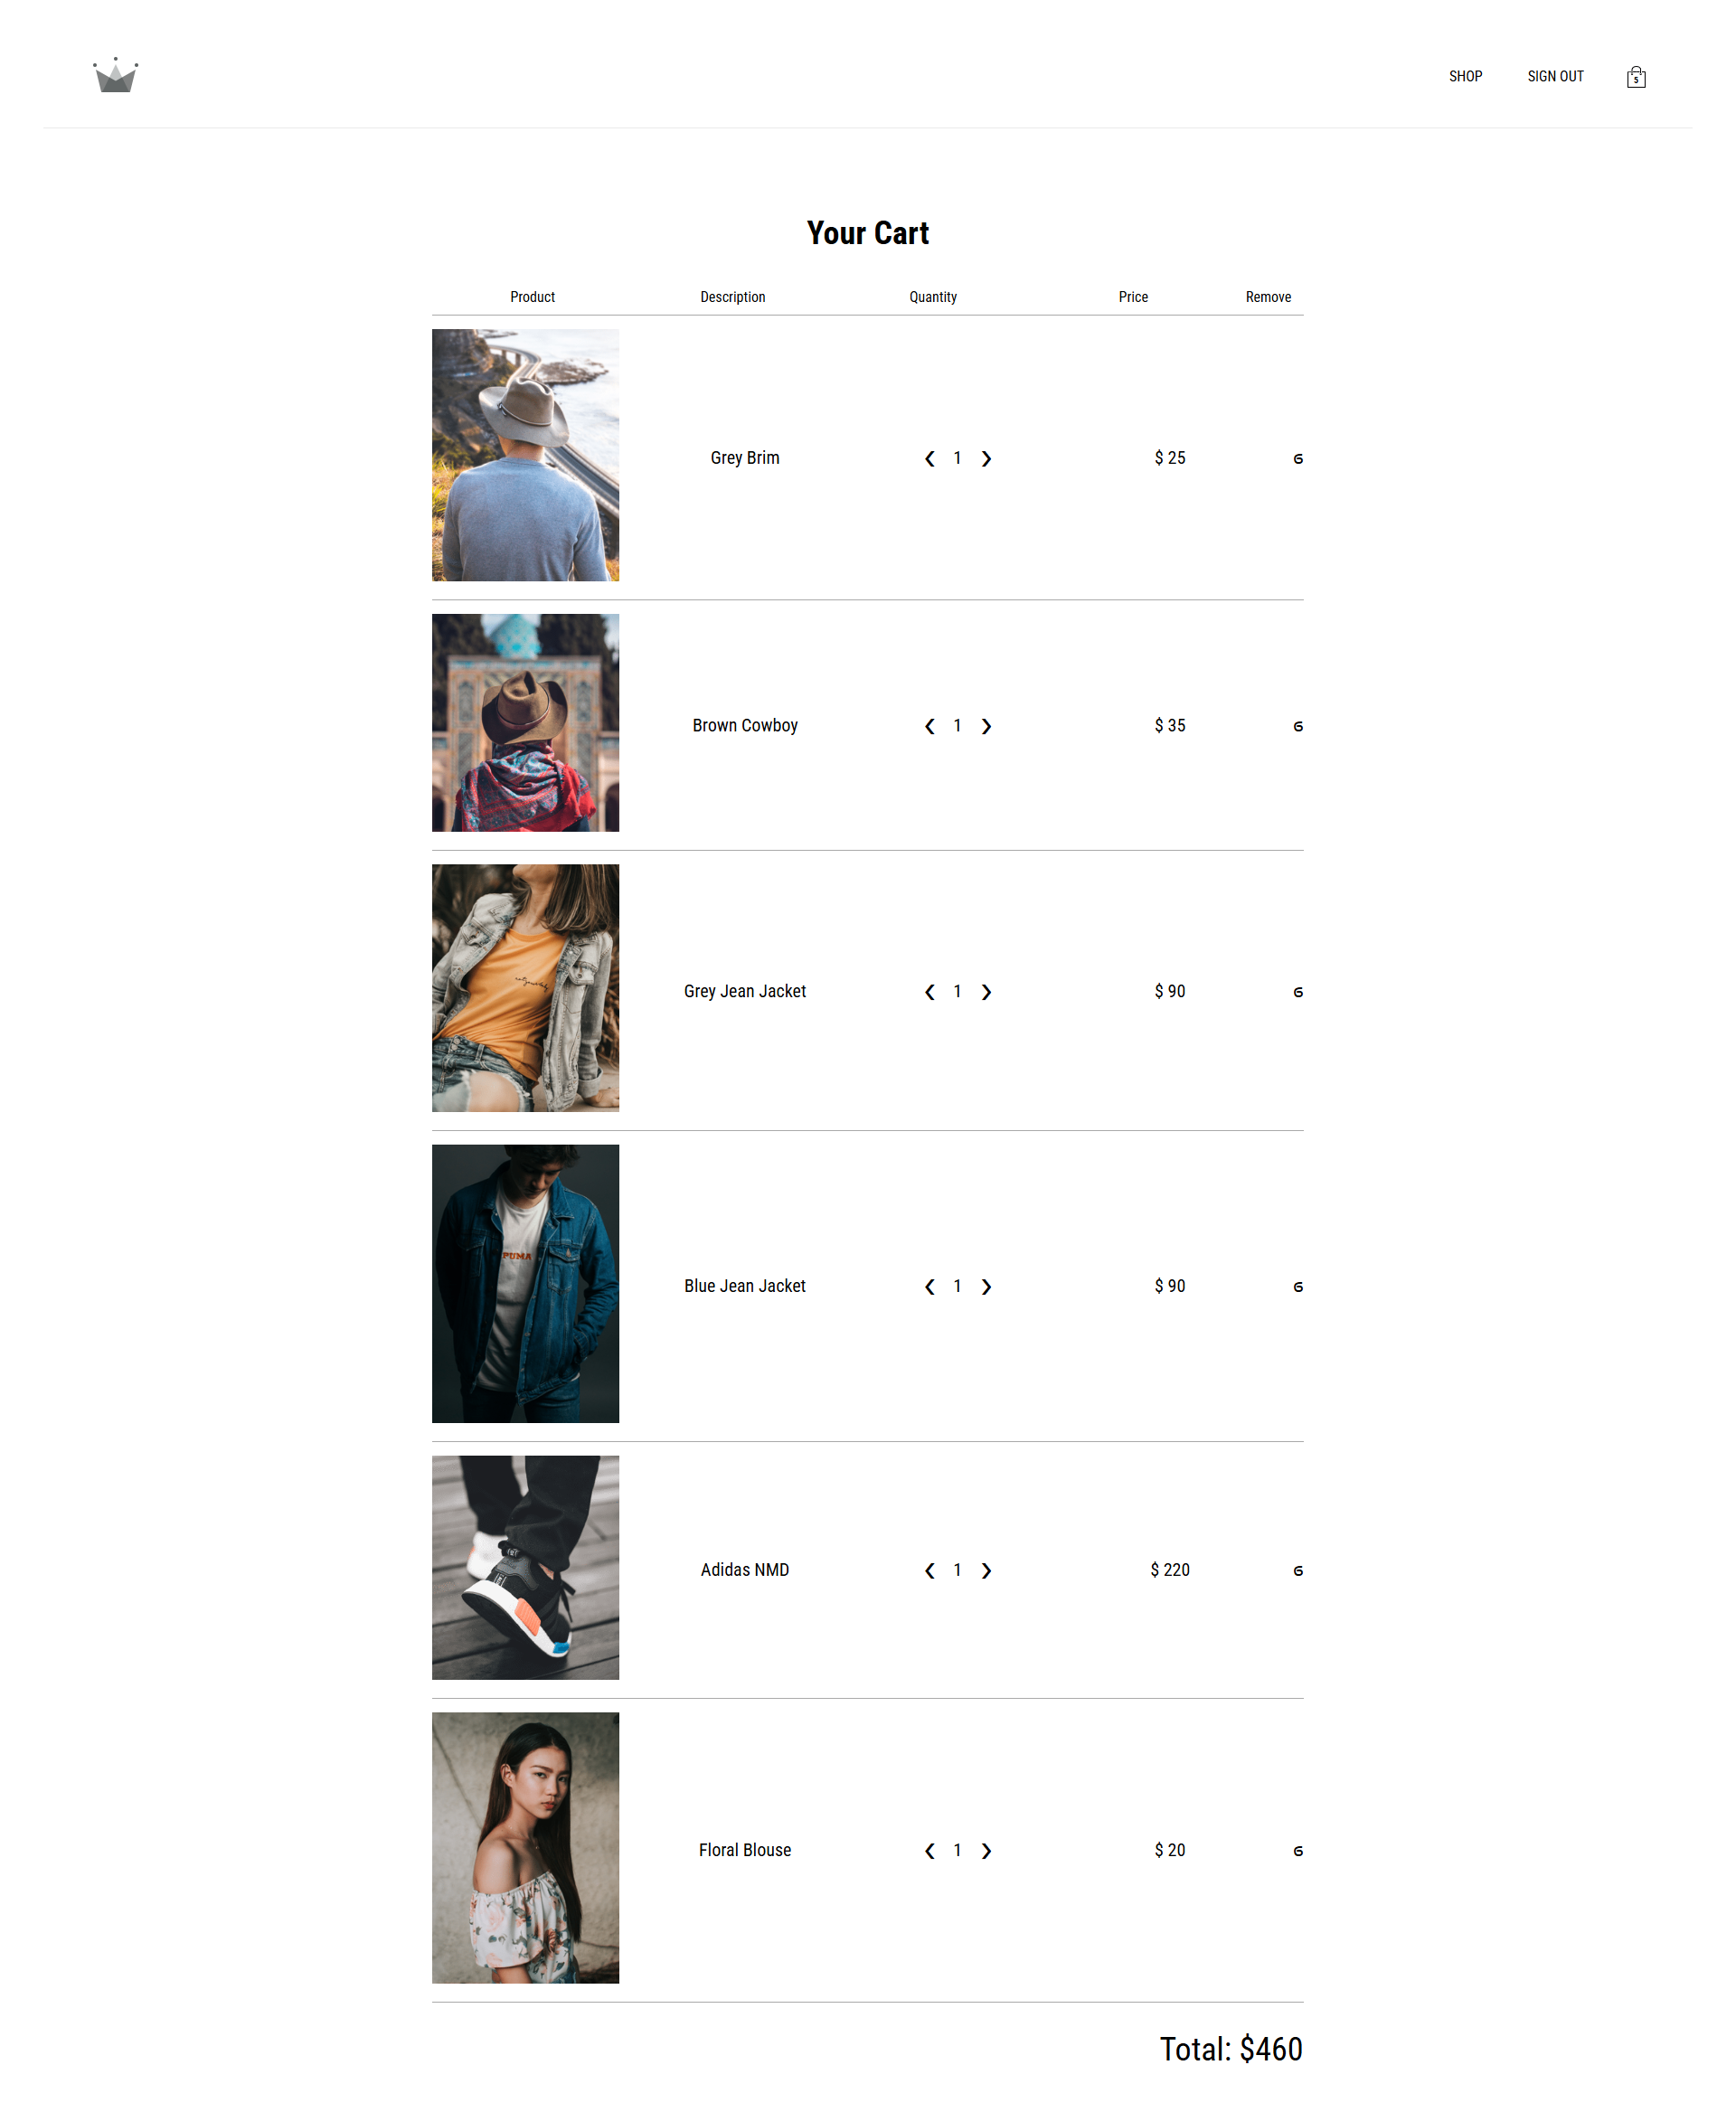 SHOP SIGN OUT 5
Your Cart
Product Description Quantity Price Remove
Grey Brim ❮ 1 ❯ $ 25 G
Brown Cowboy ❮ 1 ❯ $ 35 G
Grey Jean Jacket ❮ 1 ❯ $ 90 G
PUMA
Blue Jean Jacket ❮ 1 ❯ $ 90 G
Adidas NMD ❮ 1 ❯ $ 220 G
Floral Blouse ❮ 1 ❯ $ 20 G
Total: $460